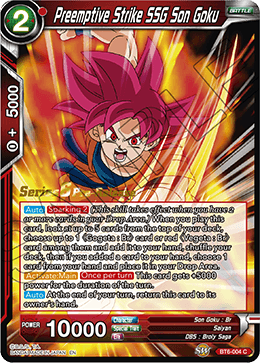 2
Preemptive Strike SSG Son Goku
BATTLE
0 + 5000
Auto Sparking 2 (This skill takes effect when you have 2
or more cards in your Drop Area.) When you play this
card, look at up to 5 cards from the top of your deck,
choose up to 1 {Gogeta : Br} card or red {Vegeta : Br}
card among them and add it to your hand, shuffle your
deck, then if you added a card to your hand, choose 1
card from your hand and place it in your Drop Area.
Activate:Main Once per turn This card gets +5000
power for the duration of the turn.
Auto At the end of your turn, return this card to its
owner's hand.
POWER 10000
Character Son Goku : Br
Special Trait Saiyan
Era DBS : Broly Saga
BT6-004 C